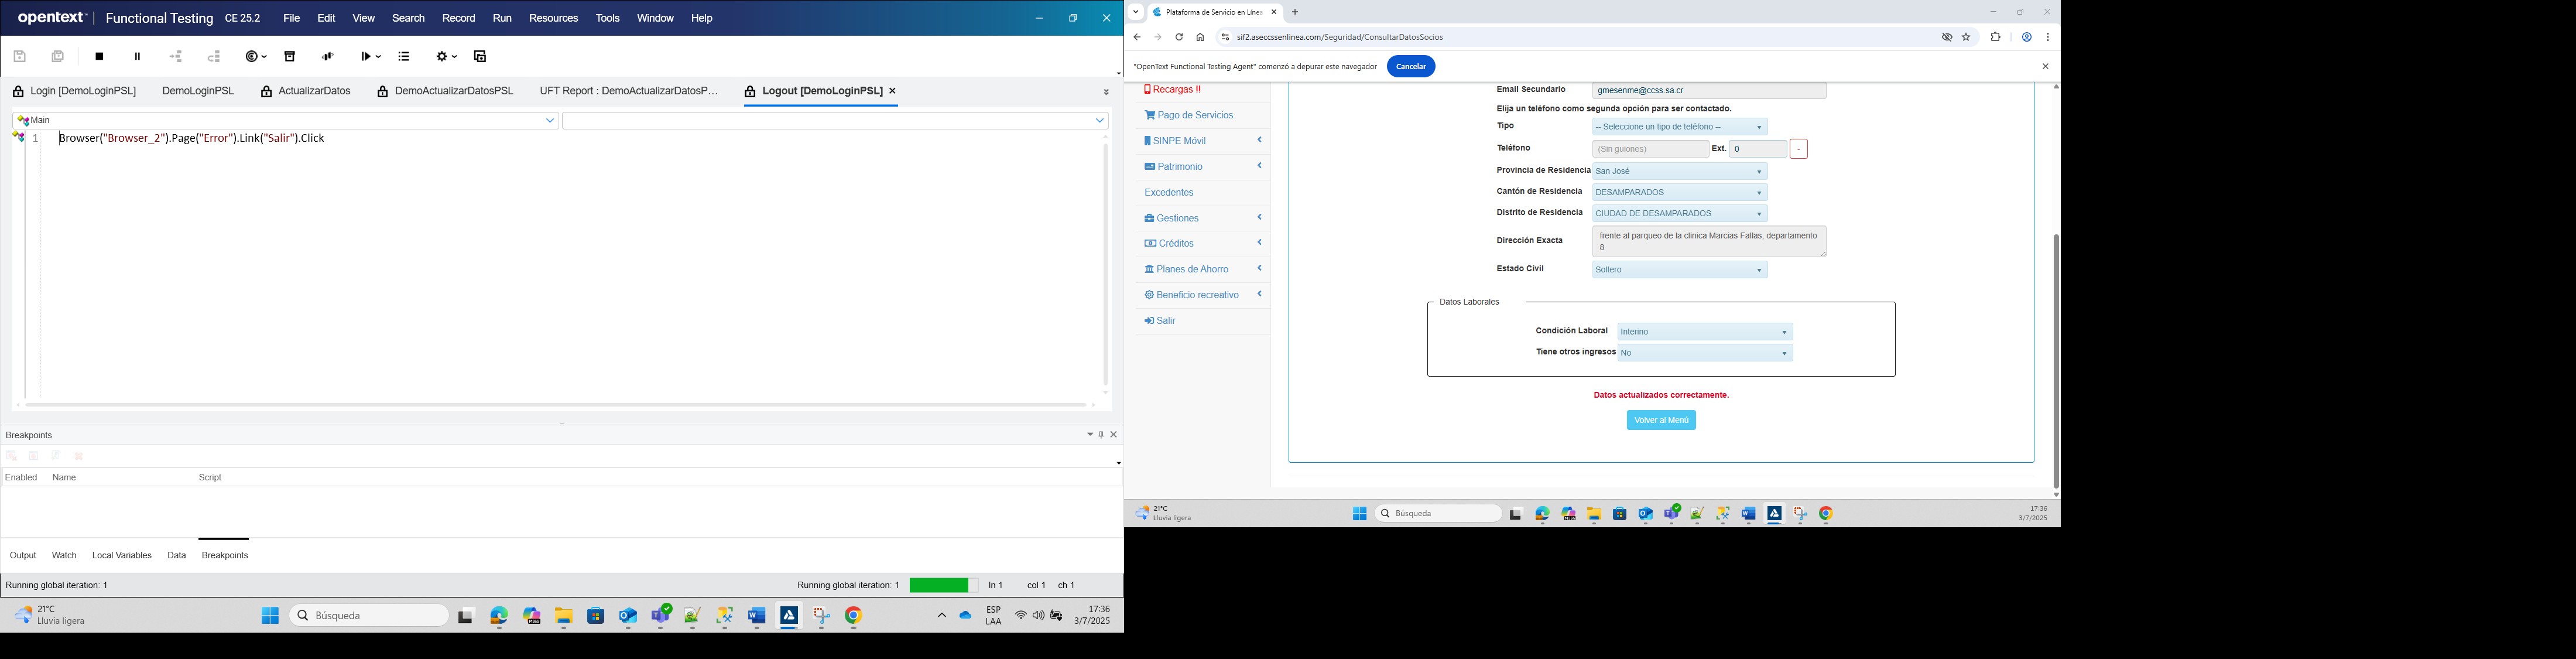 opentext | Functional Testing CE 25.2 File Edit View Search Record Run Resources Tools Window Help
Login [DemoLoginPSL] DemoLoginPSL ActualizarDatos DemoActualizarDatosPSL UFT Report : DemoActualizarDatosP... Logout [DemoLoginPSL]
Main
1 Browser("Browser_2").Page("Error").Link("Salir").Click
Breakpoints
Enabled Name Script
Output Watch Local Variables Data Breakpoints
Running global iteration: 1 Running global iteration: 1 ln 1 col 1 ch 1
21°C
Lluvia ligera
Búsqueda
ESP
LAA
17:36
3/7/2025
Plataforma de Servicio en Líne
sif2.aseccssenlinea.com/Seguridad/ConsultarDatosSocios
"OpenText Functional Testing Agent" comenzó a depurar este navegador Cancelar
Recargas !!
Pago de Servicios
SINPE Móvil
Patrimonio
Excedentes
Gestiones
Créditos
Planes de Ahorro
Beneficio recreativo
Salir
Email Secundario gmesenme@ccss.sa.cr
Elija un teléfono como segunda opción para ser contactado.
Tipo -- Seleccione un tipo de teléfono --
Teléfono (Sin guiones) Ext. 0 -
Provincia de Residencia San José
Cantón de Residencia DESAMPARADOS
Distrito de Residencia CIUDAD DE DESAMPARADOS
Dirección Exacta frente al parqueo de la clinica Marcias Fallas, departamento
8
Estado Civil Soltero
Datos Laborales
Condición Laboral Interino
Tiene otros ingresos No
Datos actualizados correctamente.
Volver al Menú
21°C
Lluvia ligera
Búsqueda
17:36
3/7/2025